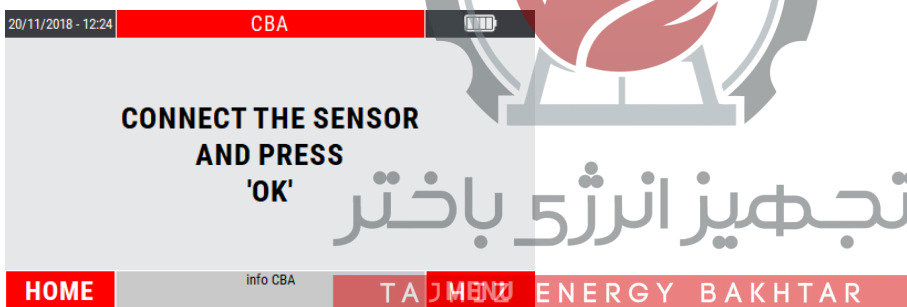 20/11/2018 - 12:24
CBA
CONNECT THE SENSOR
AND PRESS
'OK'
تجهیز انرژی باختر
HOME
info CBA
MENU
TAJHIZ ENERGY BAKHTAR